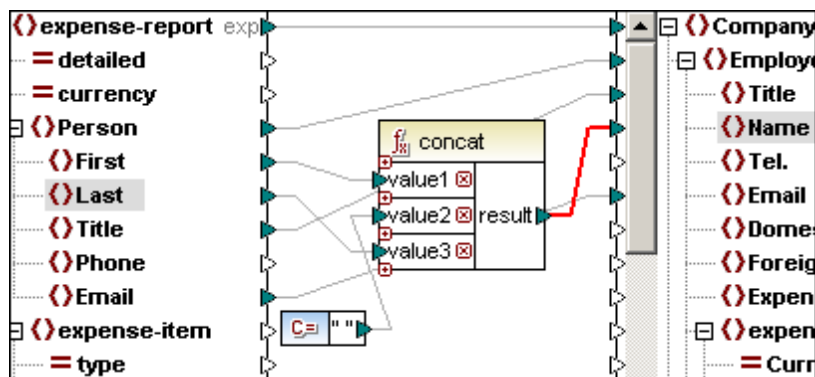 expense-report exp
detailed
currency
Person
First
Last
Title
Phone
Email
expense-item
type
concat
value1
value2
value3
result
C= " "
Company
Employe
Title
Name
Tel.
Email
Domes
Foreig
Expen
expen
Curr